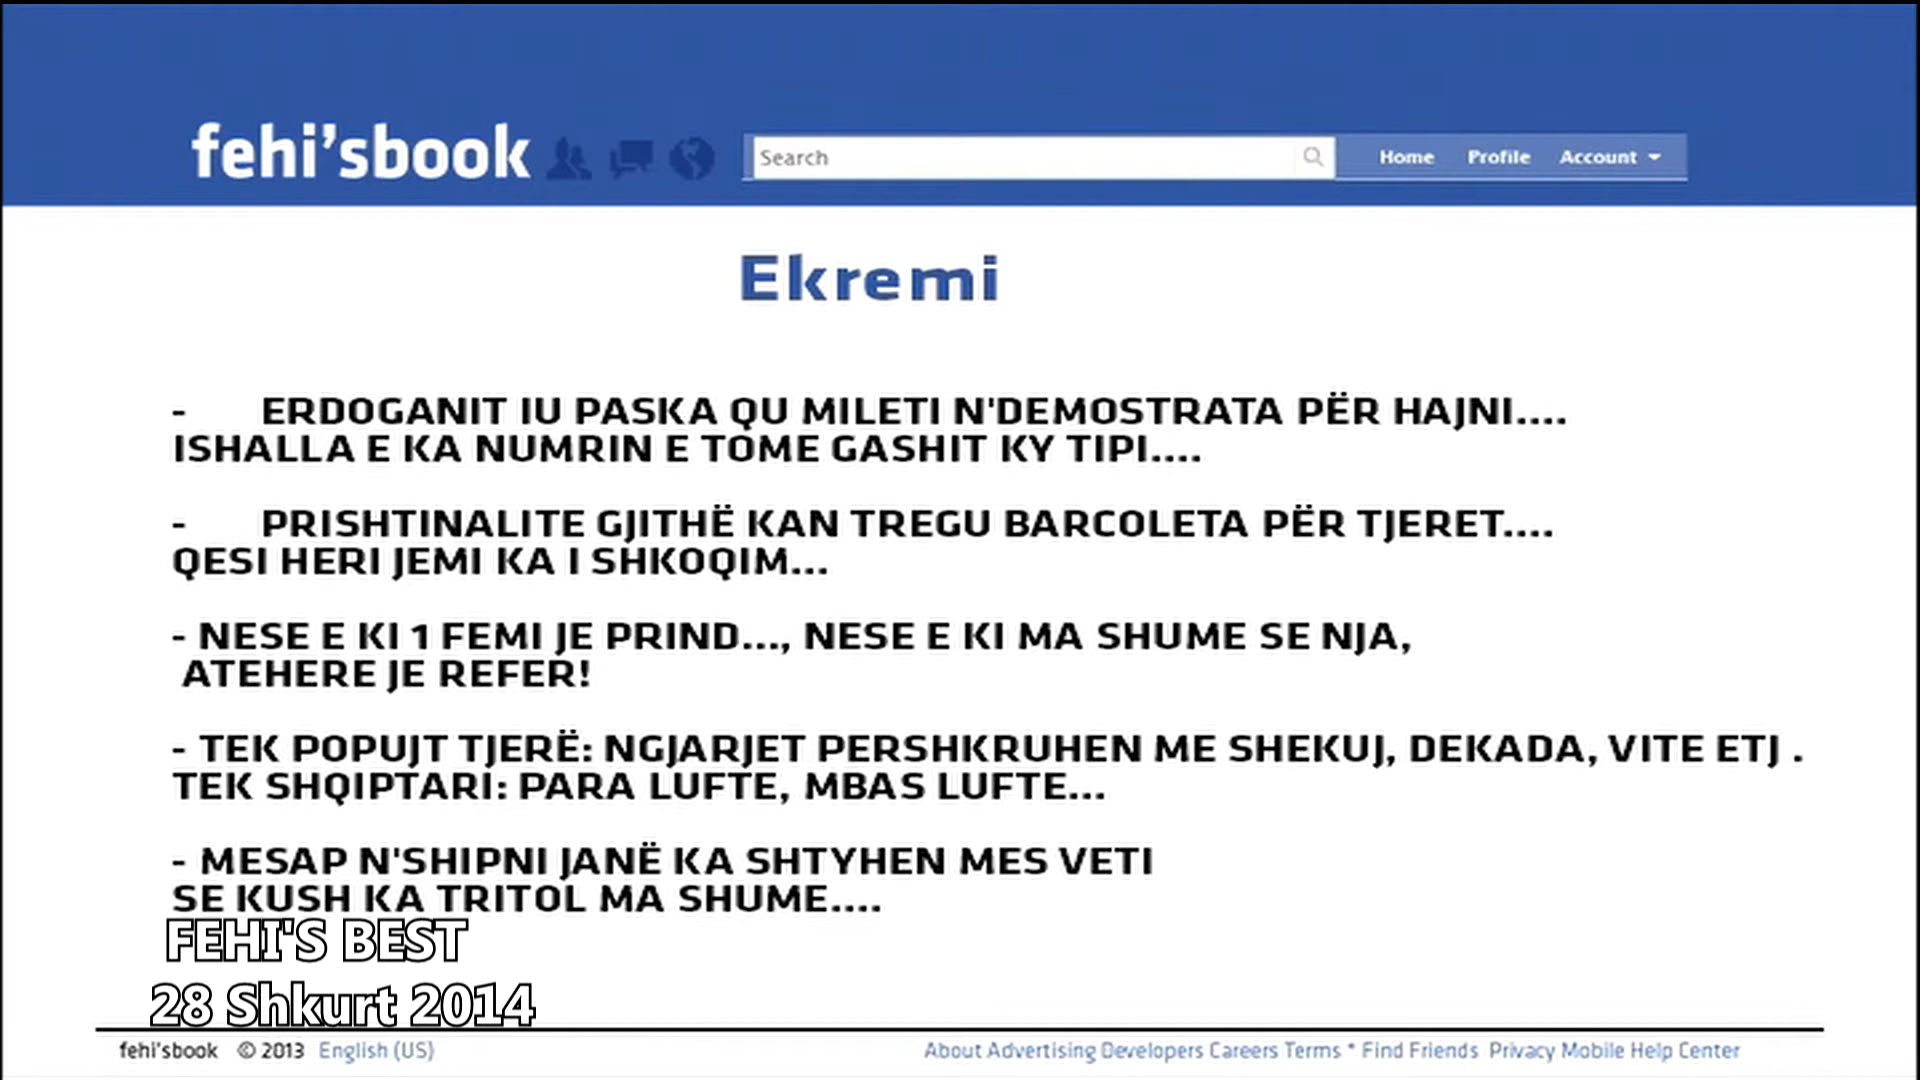 fehi'sbook Search Home Profile Account
Ekremi
- ERDOGANIT IU PASKA QU MILETI N'DEMOSTRATA PËR HAJNI....
ISHALLA E KA NUMRIN E TOME GASHIT KY TIPI....
- PRISHTINALITE GJITHË KAN TREGU BARCOLETA PËR TJERET....
QESI HERI JEMI KA I SHKOQIM...
- NESE E KI 1 FEMI JE PRIND..., NESE E KI MA SHUME SE NJA,
ATEHERE JE REFER!
- TEK POPUJT TJERË: NGJARJET PERSHKRUHEN ME SHEKUJ, DEKADA, VITE ETJ .
TEK SHQIPTARI: PARA LUFTE, MBAS LUFTE...
- MESAP N'SHIPNI JANË KA SHTYHEN MES VETI
SE KUSH KA TRITOL MA SHUME....
FEHI'S BEST
28 Shkurt 2014
fehi'sbook © 2013 English (US) About Advertising Developers Careers Terms * Find Friends Privacy Mobile Help Center